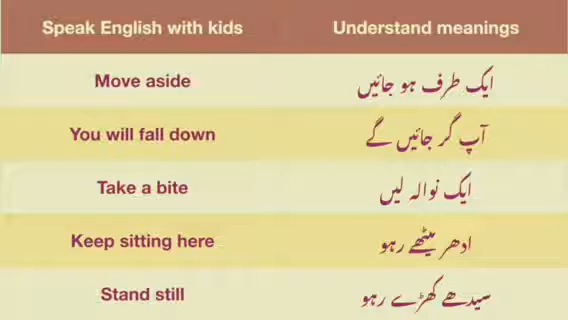 Speak English with kids Understand meanings
Move aside ایک طرف ہو جائیں
You will fall down آپ گر جائیں گے
Take a bite ایک نوالہ لیں
Keep sitting here ادھر بیٹھے رہو
Stand still سیدھے کھڑے رہو